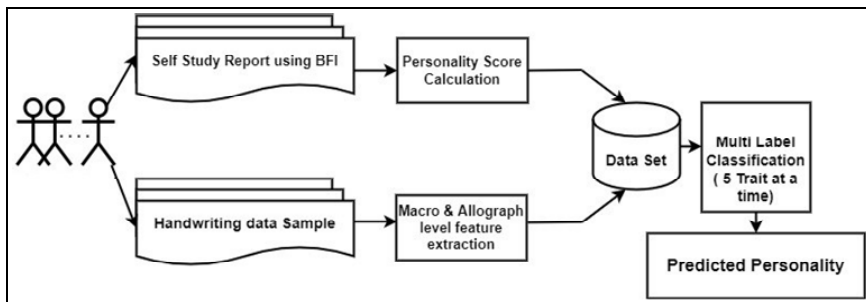 Self Study Report using BFI
Personality Score
Calculation
Data Set
Multi Label
Classification
( 5 Trait at a
time)
Handwriting data Sample
Macro & Allograph
level feature
extraction
Predicted Personality